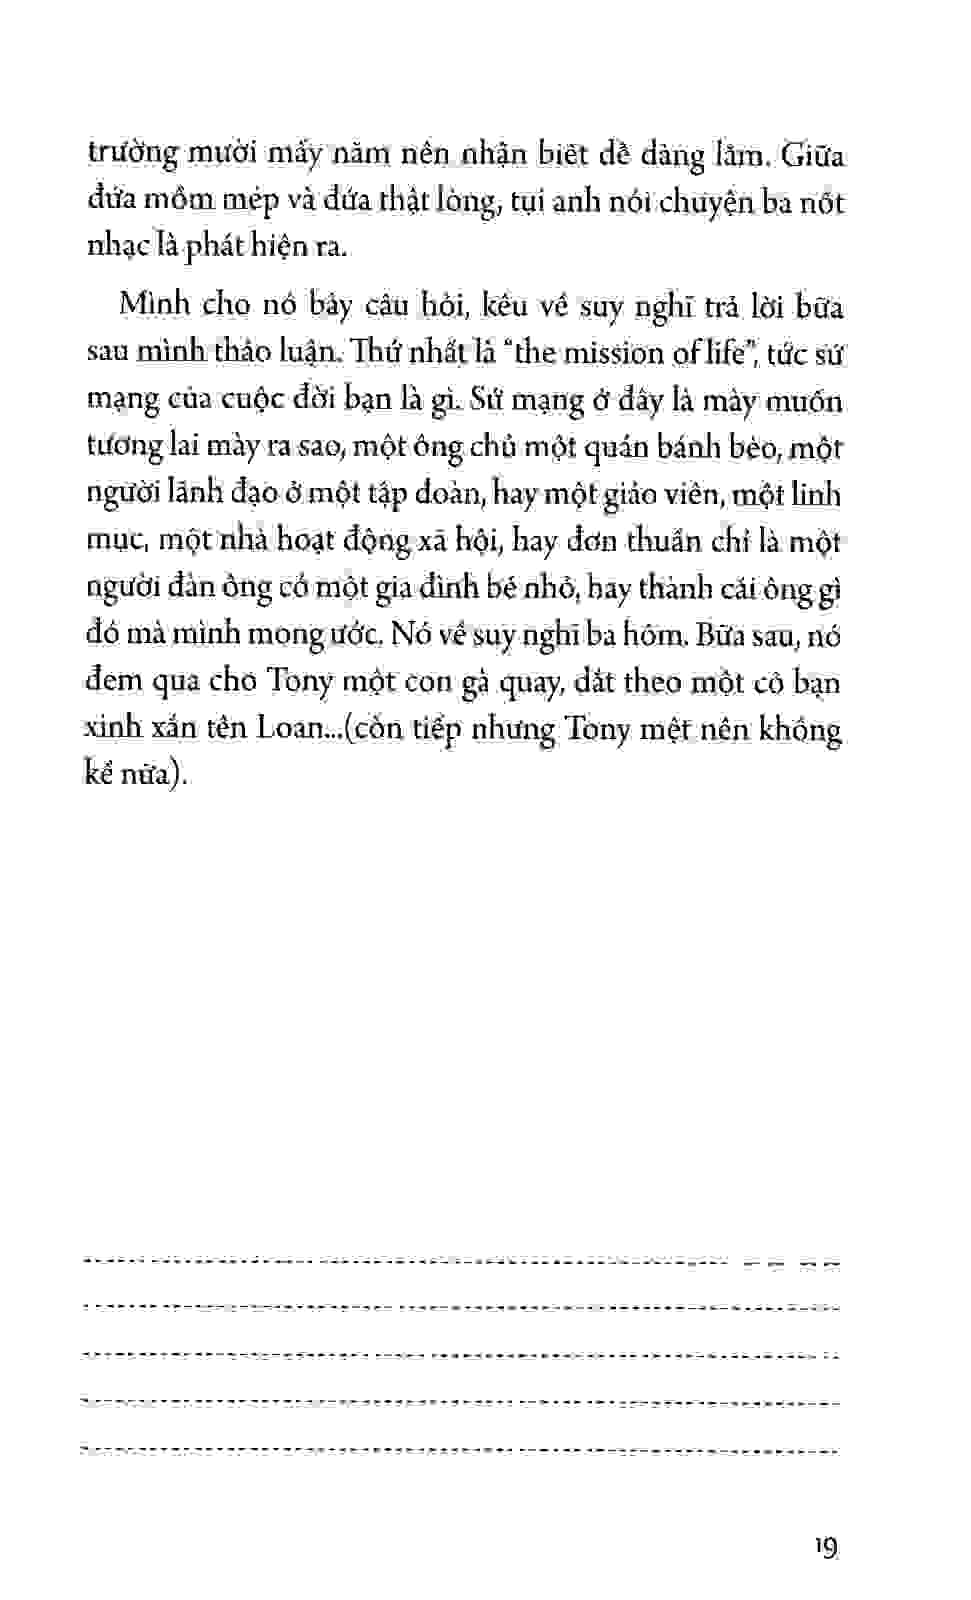 trường mười mấy năm nên nhận biết dễ dàng lắm. Giữa
đứa mồm mép và đứa thật lòng, tụi anh nói chuyện ba nốt
nhạc là phát hiện ra.
Mình cho nó bảy câu hỏi, kêu về suy nghĩ trả lời bữa
sau mình thảo luận. Thứ nhất là “the mission of life”, tức sứ
mạng của cuộc đời bạn là gì. Sứ mạng ở đây là mày muốn
tương lai mày ra sao, một ông chủ một quán bánh bèo, một
người lãnh đạo ở một tập đoàn, hay một giáo viên, một linh
mục, một nhà hoạt động xã hội, hay đơn thuần chỉ là một
người đàn ông có một gia đình bé nhỏ, hay thành cái ông gì
đó mà mình mong ước. Nó về suy nghĩ ba hôm. Bữa sau, nó
đem qua cho Tony một con gà quay, dắt theo một cô bạn
xinh xắn tên Loan...(còn tiếp nhưng Tony mệt nên không
kể nữa).
19